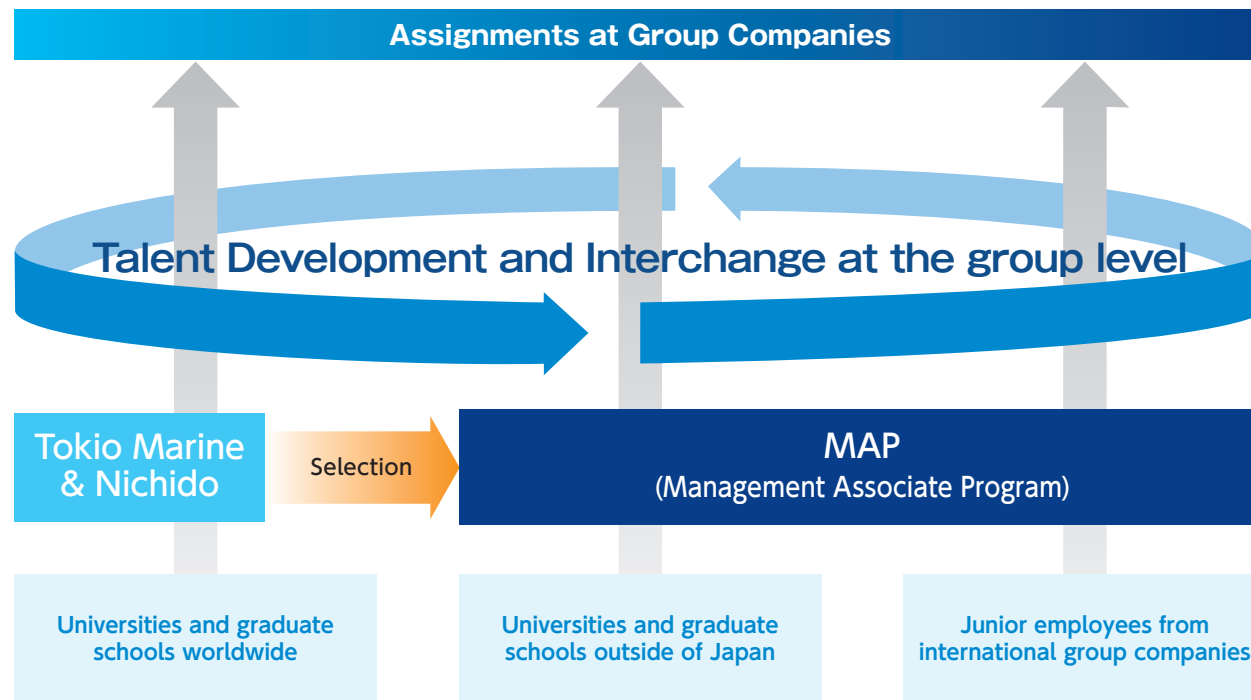 Assignments at Group Companies
Talent Development and Interchange at the group level
Tokio Marine
& Nichido
Selection
MAP
(Management Associate Program)
Universities and graduate
schools worldwide
Universities and graduate
schools outside of Japan
Junior employees from
international group companies